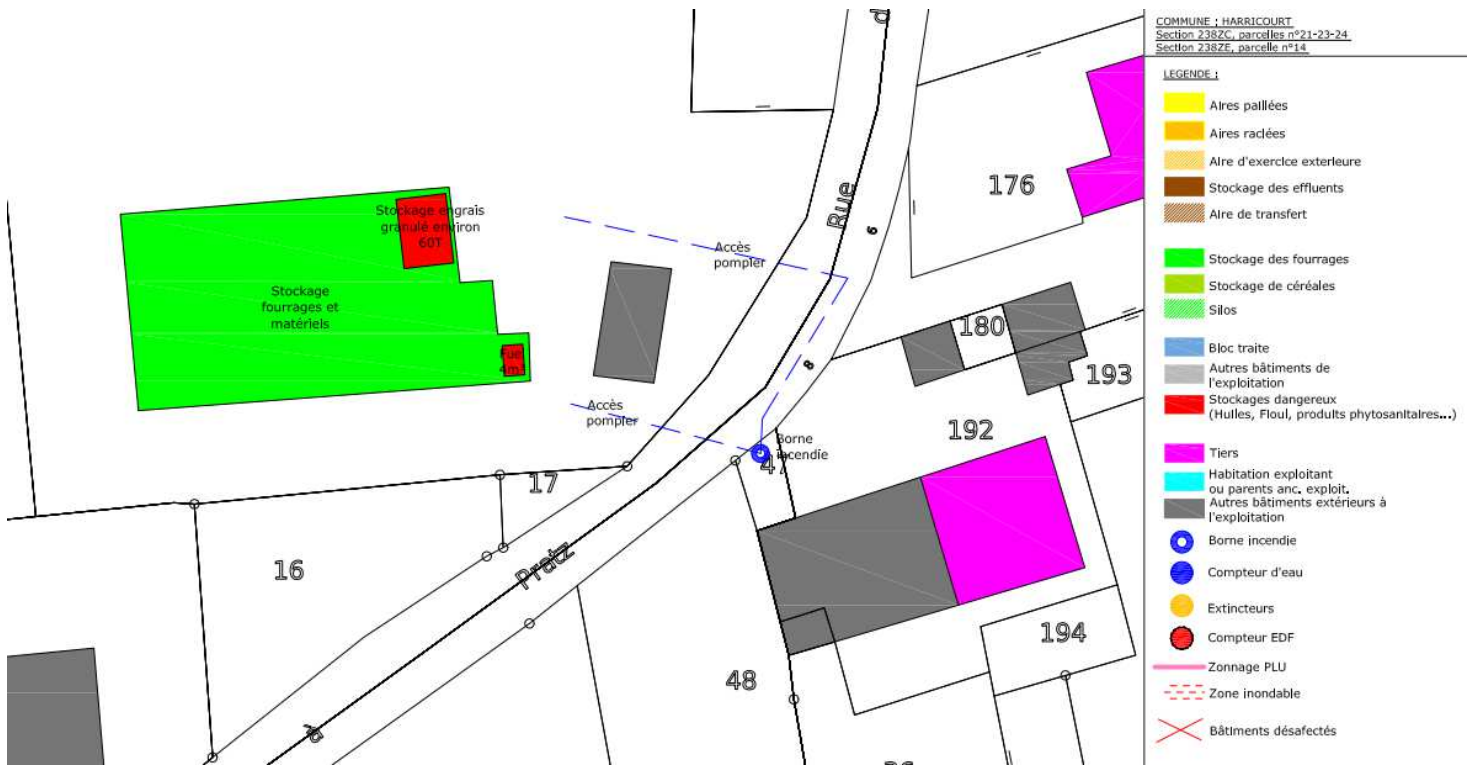 COMMUNE : HARRICOURT
Section 238ZC, parcelles n°21-23-24
Section 238ZE, parcelle n°14
LEGENDE :
Aires paillées
Aires raclées
Aire d'exercice exterieure
Stockage des effluents
Aire de transfert
Stockage des fourrages
Stockage de céréales
Silos
Bloc traite
Autres bâtiments de
l'exploitation
Stockages dangereux
(Huiles, Fioul, produits phytosanitaires...)
Tiers
Habitation exploitant
ou parents anc. exploit.
Autres bâtiments extérieurs à
l'exploitation
Borne incendie
Compteur d'eau
Extincteurs
Compteur EDF
Zonnage PLU
Zone inondable
Bâtiments désafectés
Stockage engrais
granulé environ
60T
Stockage
fourrages et
matériels
Fuel
Accès
pompier
Accès
pompier
Borne
incendie
Rue
d
6
8
176
180
193
192
47
17
16
Pratz
à
48
194